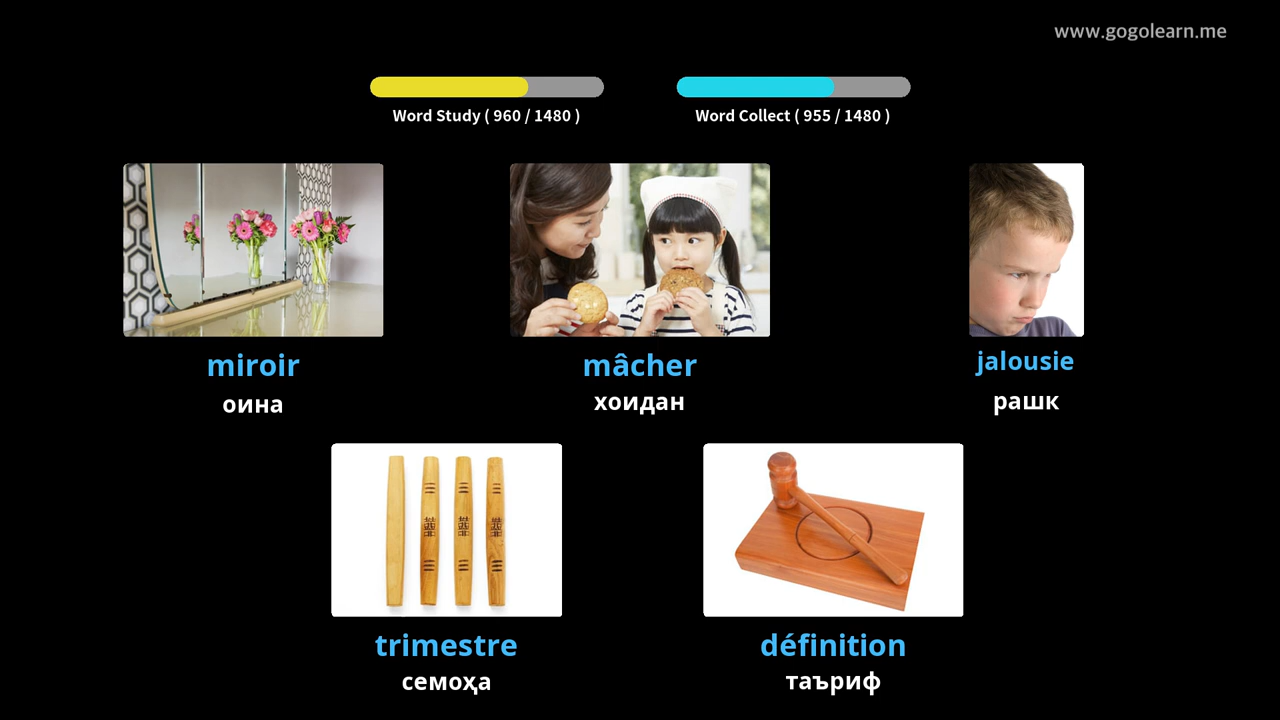 www.gogolearn.me
Word Study ( 960 / 1480 )
Word Collect ( 955 / 1480 )
miroir
оина
mâcher
хоидан
jalousie
рашк
trimestre
семоҳа
définition
таъриф